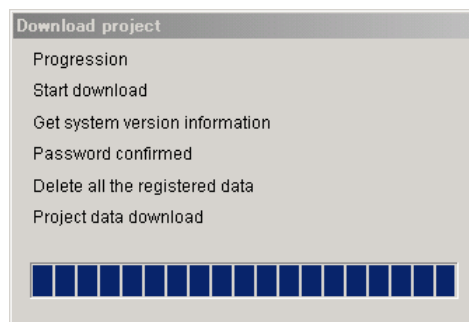 Download project
Progression
Start download
Get system version information
Password confirmed
Delete all the registered data
Project data download